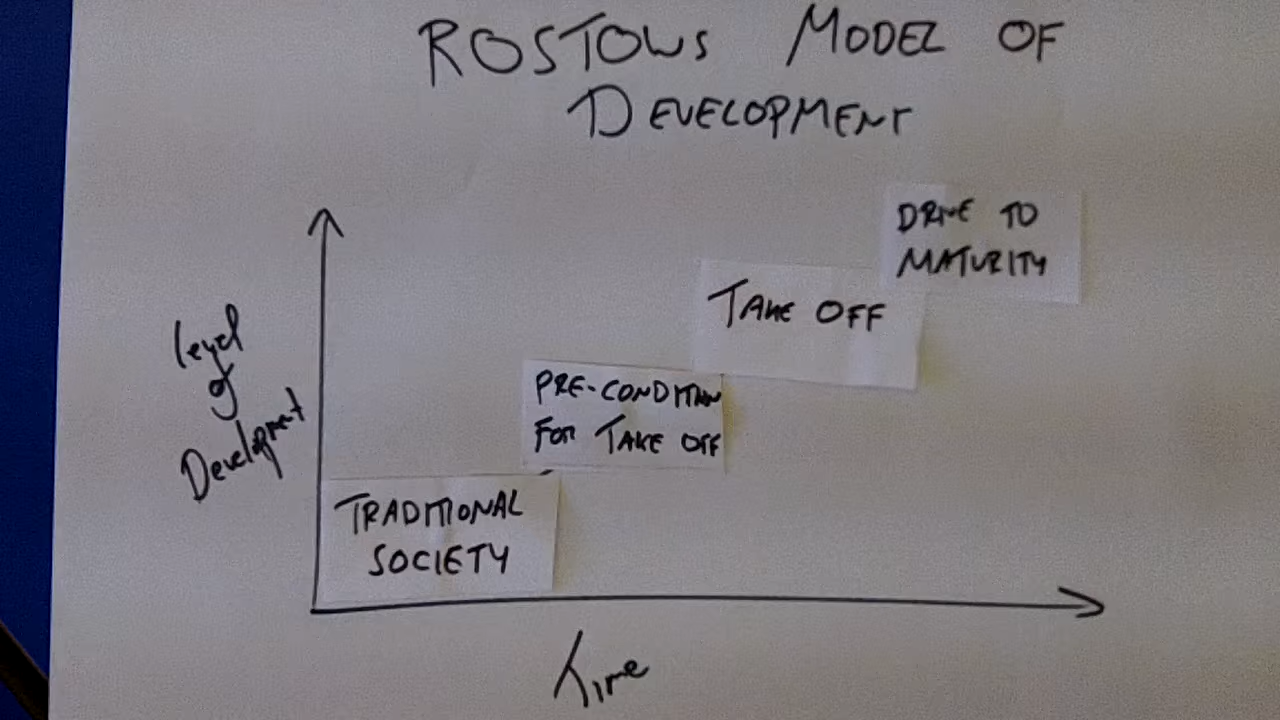 ROSTOWS MODEL OF
DEVELOPMENT
DRIVE TO
MATURITY
TAKE OFF
level
of
Development
PRE-CONDITION
FOR TAKE OFF
TRADITIONAL
SOCIETY
Time